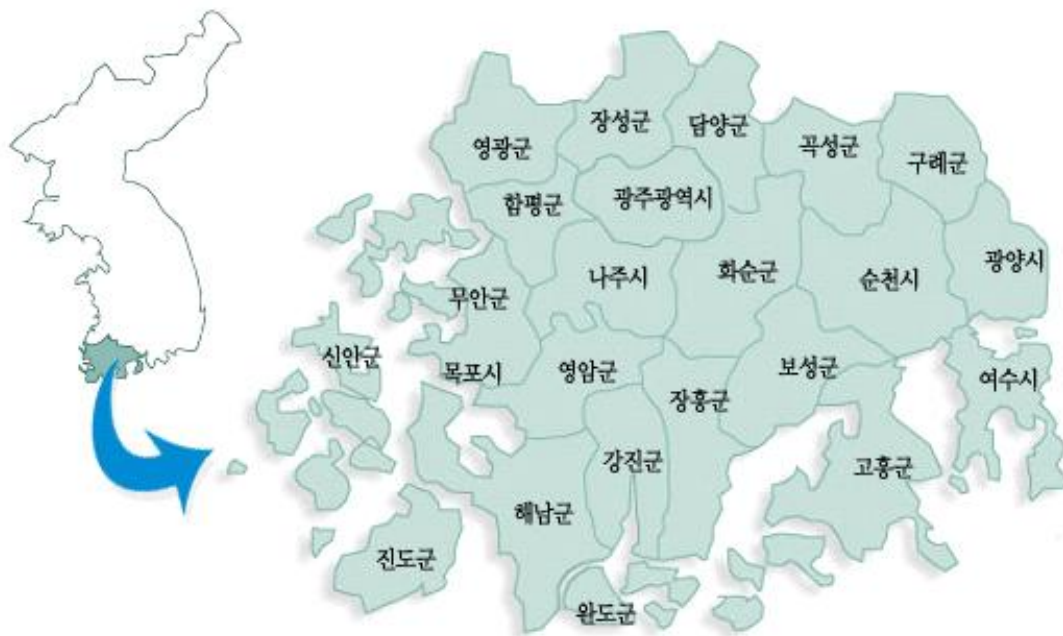 장성군
담양군
영광군
곡성군
구례군
함평군
광주광역시
나주시
화순군
순천시
광양시
무안군
신안군
목포시
영암군
보성군
여수시
장흥군
강진군
고흥군
해남군
진도군
완도군